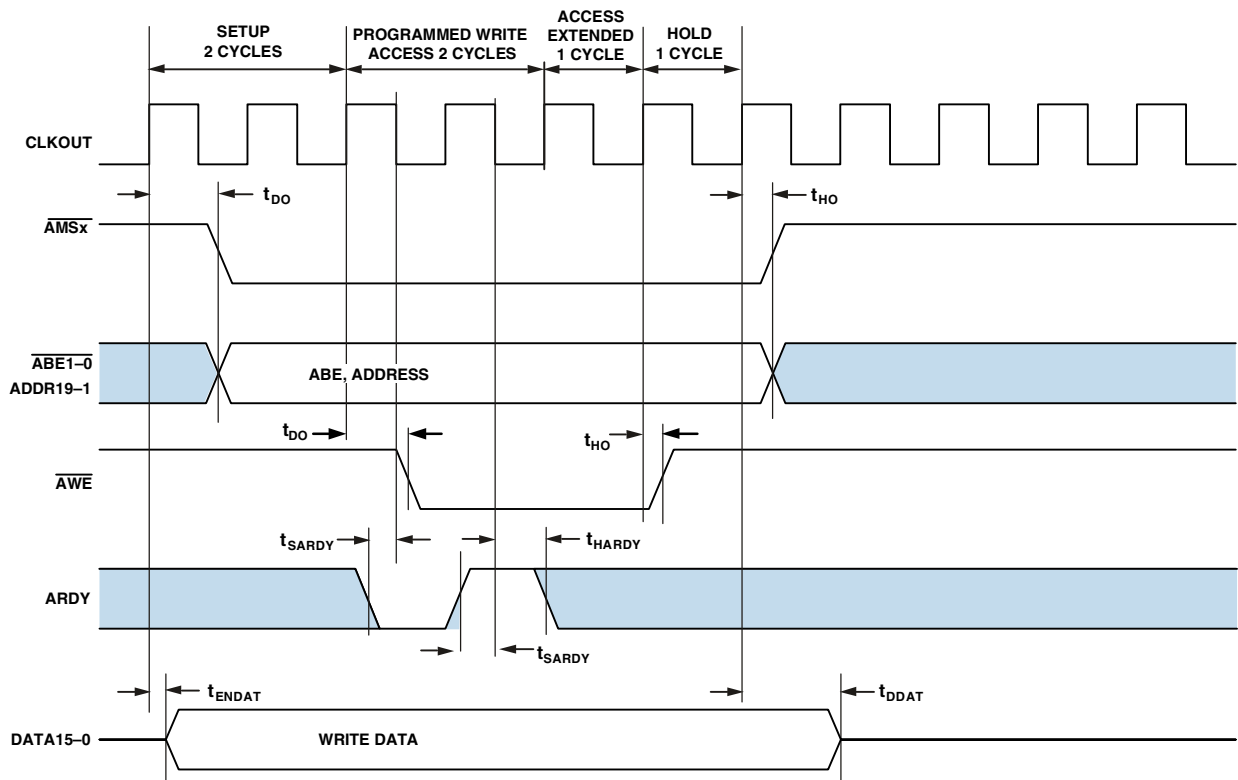 SETUP
2 CYCLES
PROGRAMMED WRITE
ACCESS 2 CYCLES
ACCESS
EXTENDED
1 CYCLE
HOLD
1 CYCLE
CLKOUT
tDO
tHO
AMSx
ABE1–0
ADDR19–1
ABE, ADDRESS
tDO
tHO
AWE
tSARDY
tHARDY
ARDY
tSARDY
tENDAT
tDDAT
DATA15–0
WRITE DATA